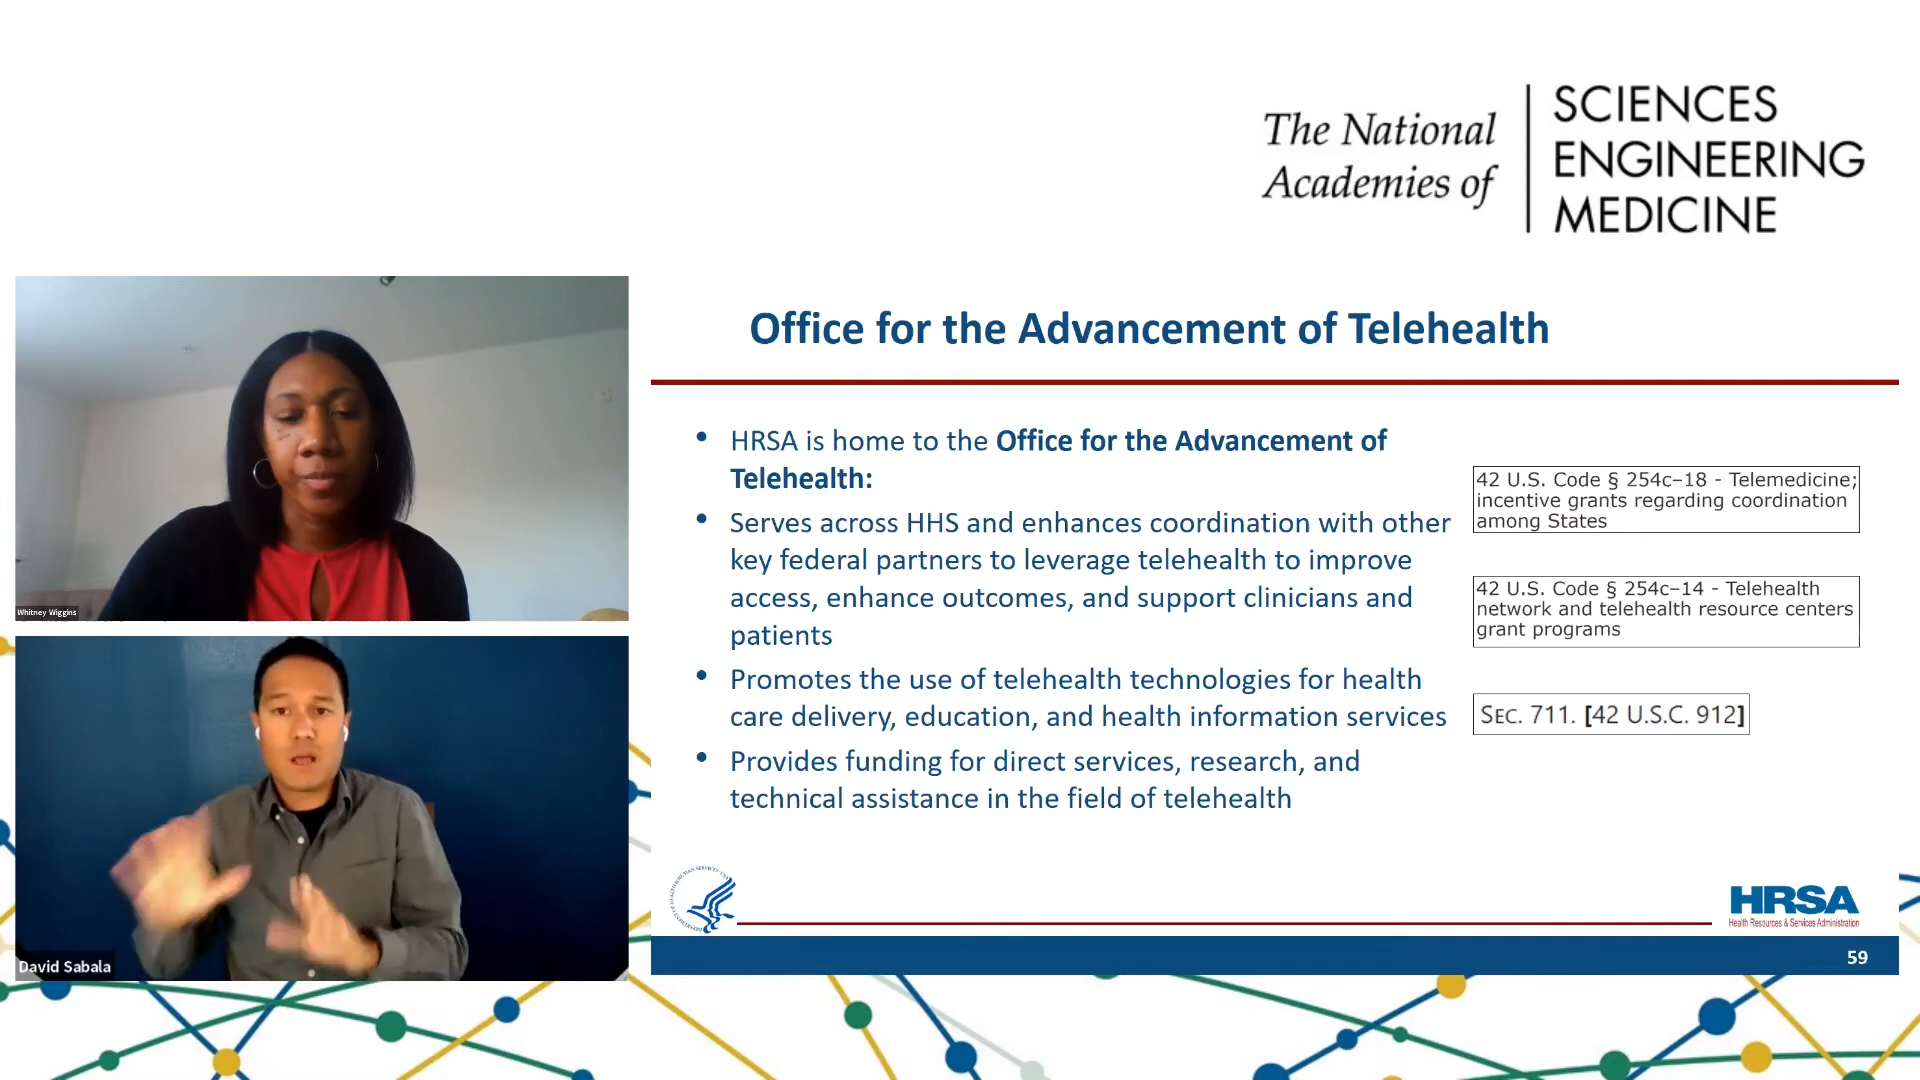 The National
Academies of
SCIENCES
ENGINEERING
MEDICINE
Whitney Wiggins
David Sabala
Office for the Advancement of Telehealth
• HRSA is home to the Office for the Advancement of
Telehealth:
• Serves across HHS and enhances coordination with other
key federal partners to leverage telehealth to improve
access, enhance outcomes, and support clinicians and
patients
• Promotes the use of telehealth technologies for health
care delivery, education, and health information services
• Provides funding for direct services, research, and
technical assistance in the field of telehealth
42 U.S. Code § 254c–18 - Telemedicine;
incentive grants regarding coordination
among States
42 U.S. Code § 254c–14 - Telehealth
network and telehealth resource centers
grant programs
SEC. 711. [42 U.S.C. 912]
HRSA
Health Resources & Services Administration
59